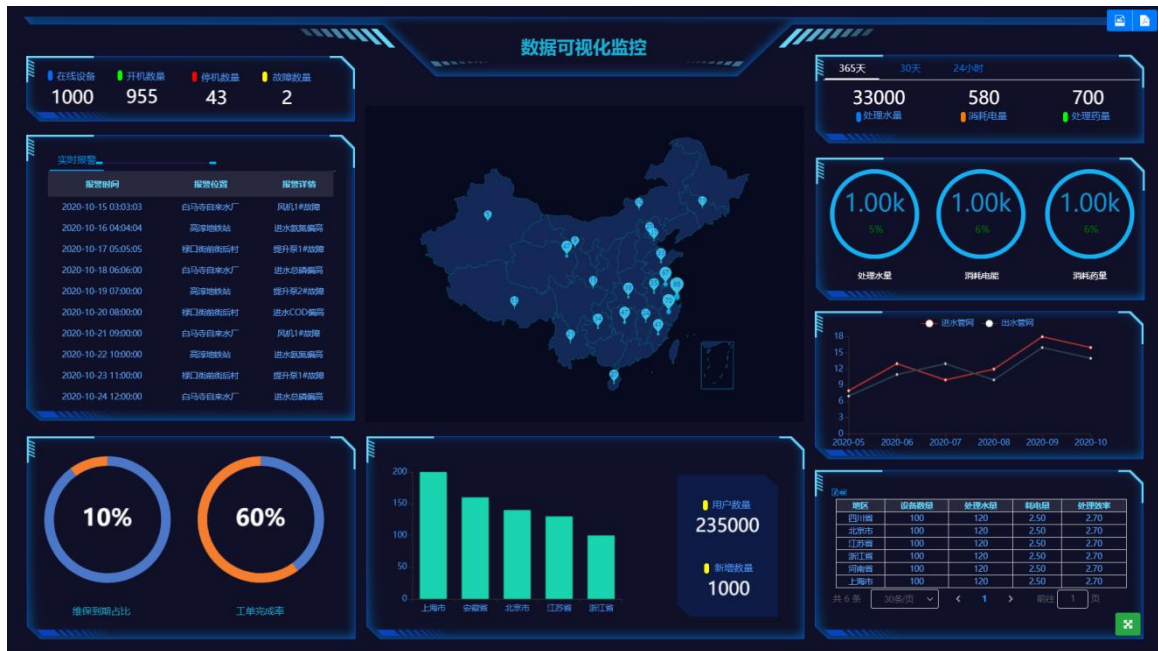 数据可视化监控
在线设备 开机数量 停机数量 故障数量
1000 955 43 2
实时报警
报警时间 报警位置 报警详情
2020-10-15 03:03:03 白马寺自来水厂 风机1#故障
2020-10-16 04:04:04 高淳地铁站 进水氨氮偏高
2020-10-17 05:05:05 禄口街前街后村 提升泵1#故障
2020-10-18 06:06:00 白马寺自来水厂 进水总磷偏高
2020-10-19 07:00:00 高淳地铁站 提升泵2#故障
2020-10-20 08:00:00 禄口街前街后村 进水COD偏高
2020-10-21 09:00:00 白马寺自来水厂 风机1#故障
2020-10-22 10:00:00 高淳地铁站 进水氨氮偏高
2020-10-23 11:00:00 禄口街前街后村 提升泵1#故障
2020-10-24 12:00:00 白马寺自来水厂 进水总磷偏高
10% 60%
维保到期占比 工单完成率
200
150
100
50
0
上海市 安徽省 北京市 江苏省 浙江省
用户数量
235000
新增数量
1000
365天 30天 24小时
33000 580 700
处理水量 消耗电量 处理药量
1.00k 1.00k 1.00k
5% 6% 6%
处理水量 消耗电能 消耗药量
进水管网 出水管网
18
15
12
9
6
3
0
2020-05 2020-06 2020-07 2020-08 2020-09 2020-10
地区 设备数量 处理水量 耗电量 处理效率
四川省 100 120 2.50 2.70
北京市 100 120 2.50 2.70
江苏省 100 120 2.50 2.70
浙江省 100 120 2.50 2.70
河南省 100 120 2.50 2.70
上海市 100 120 2.50 2.70
共 6 条 30条/页 1 前往 1 页